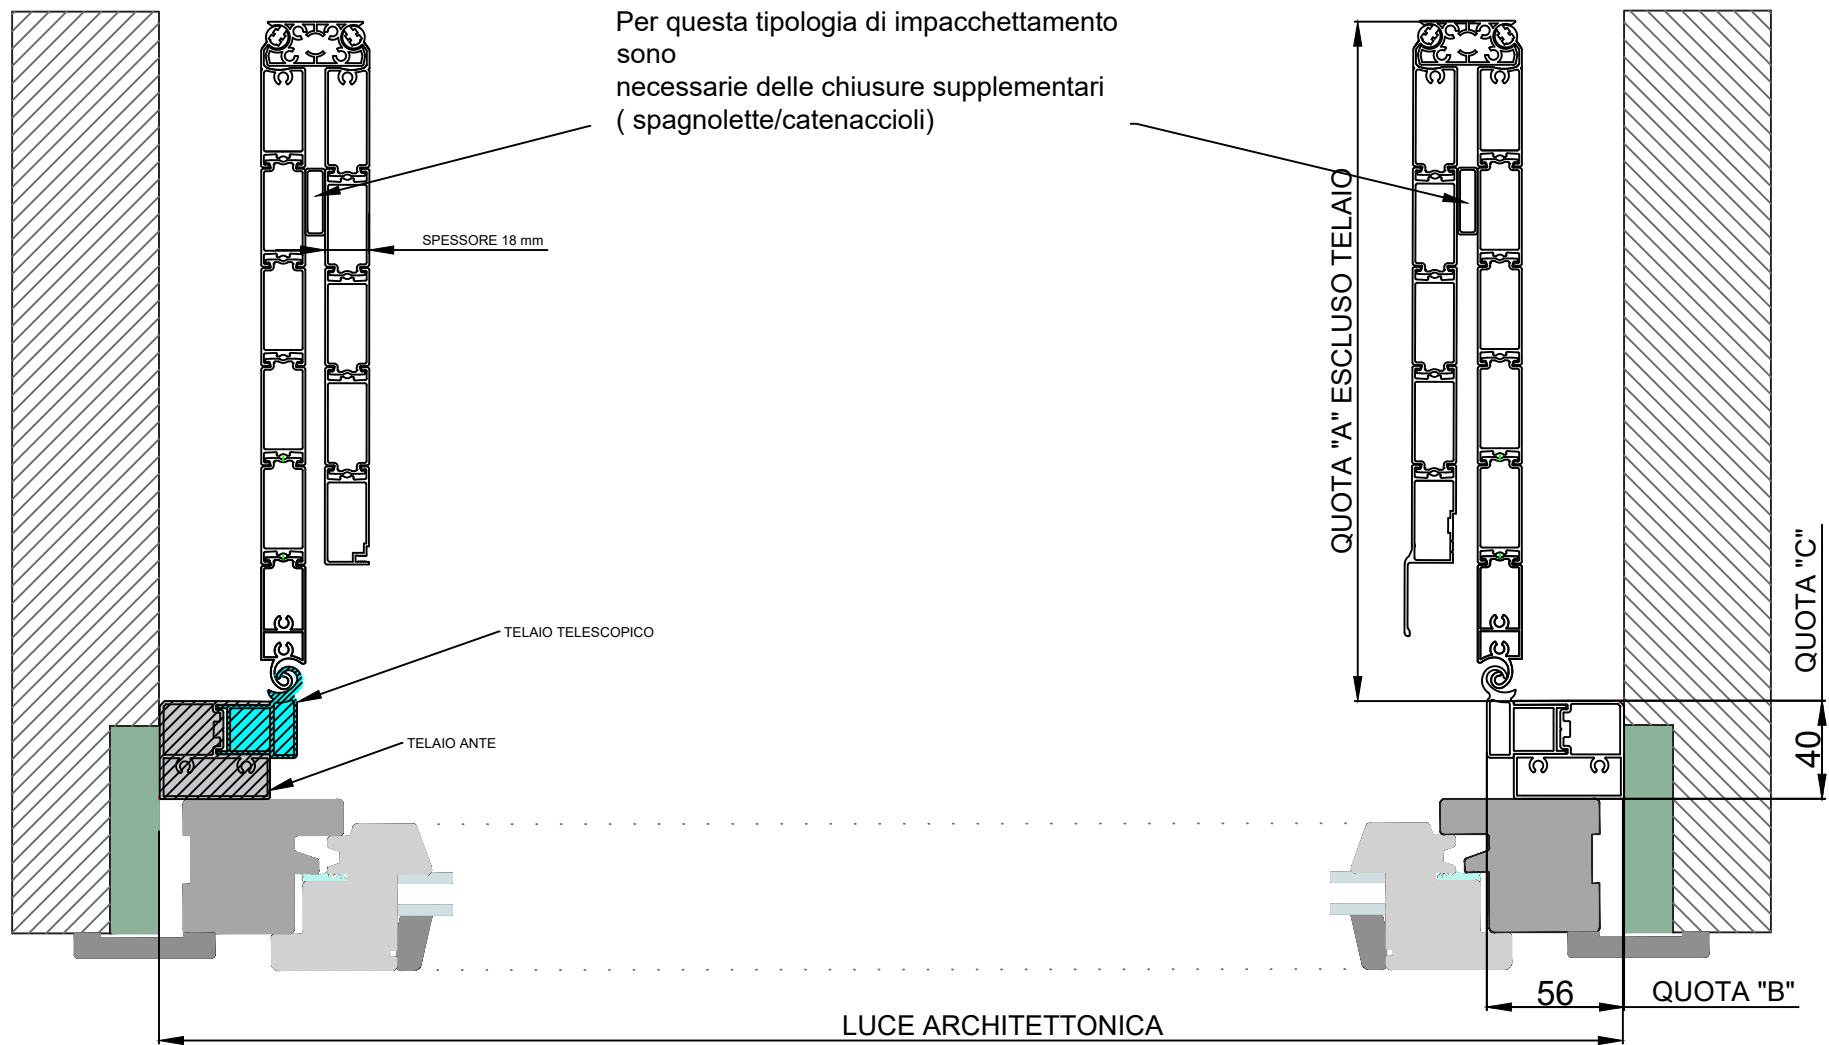 Per questa tipologia di impacchettamento
sono
necessarie delle chiusure supplementari
( spagnolette/catenaccioli)
SPESSORE 18 mm
QUOTA "A" ESCLUSO TELAIO
TELAIO TELESCOPICO
TELAIO ANTE
QUOTA "C"
40
56
QUOTA "B"
LUCE ARCHITETTONICA